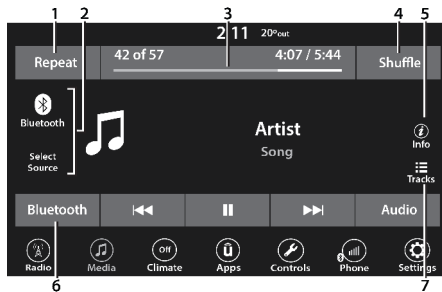 1 2 3 4 5
2 11 20°out
Repeat 42 of 57 4:07 / 5:44 Shuffle
Bluetooth
Select
Source
Artist
Song
Info
Tracks
Bluetooth Audio
Radio Media Off Climate û Apps Controls Phone Settings
6 7